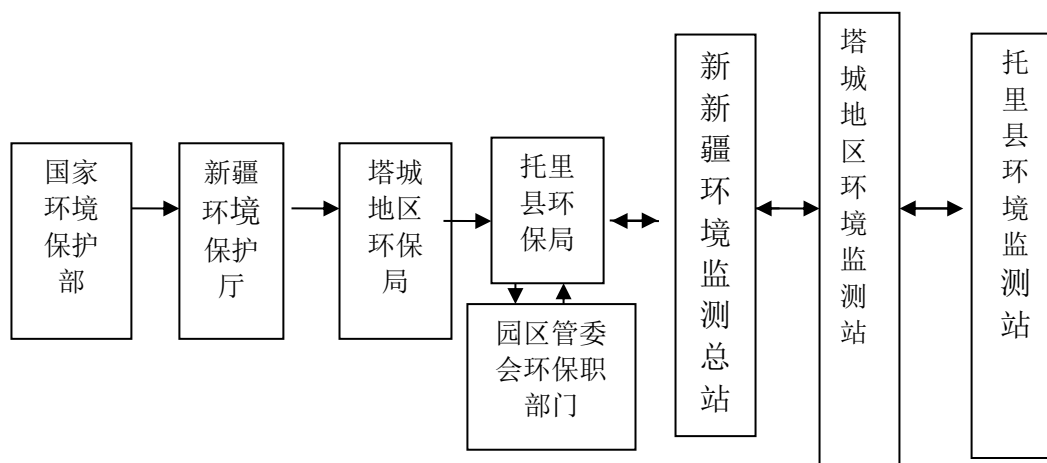 国家
环境
保护
部
新疆
环境
保护
厅
塔城
地区
环保
局
托里
县环
保局
园区管委
会环保职
部门
新
新
疆
环
境
监
测
总
站
塔
城
地
区
环
境
监
测
站
托
里
县
环
境
监
测
站